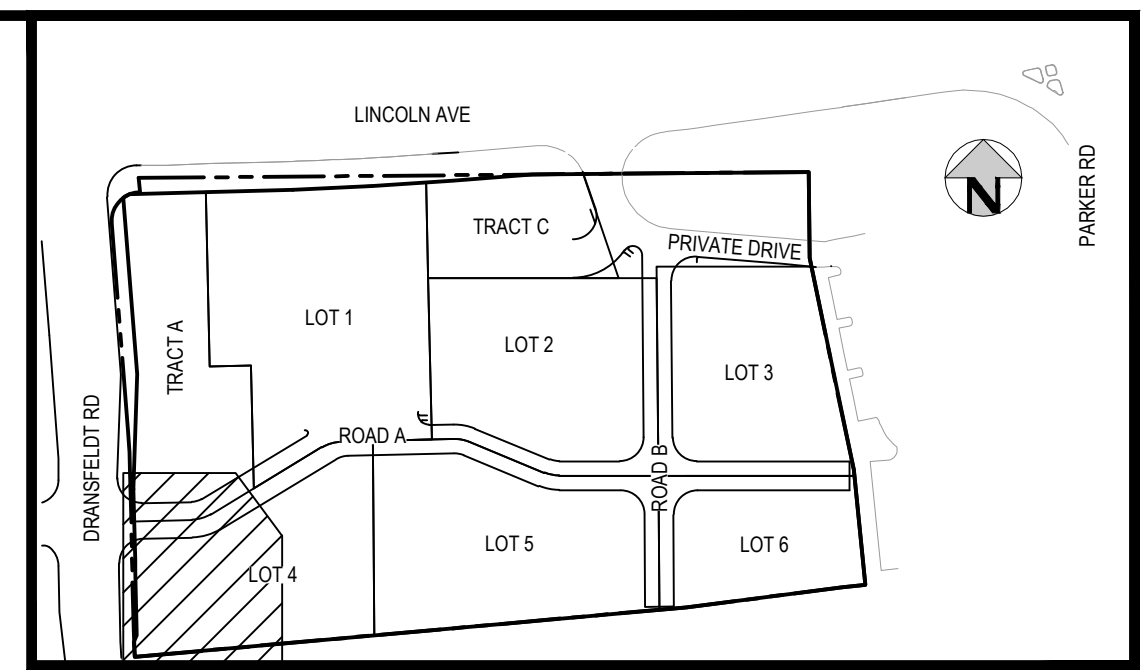 LINCOLN AVE
PARKER RD
N
TRACT C
PRIVATE DRIVE
LOT 1
LOT 2
LOT 3
TRACT A
DRANSFELDT RD
ROAD A
ROAD B
LOT 4
LOT 5
LOT 6